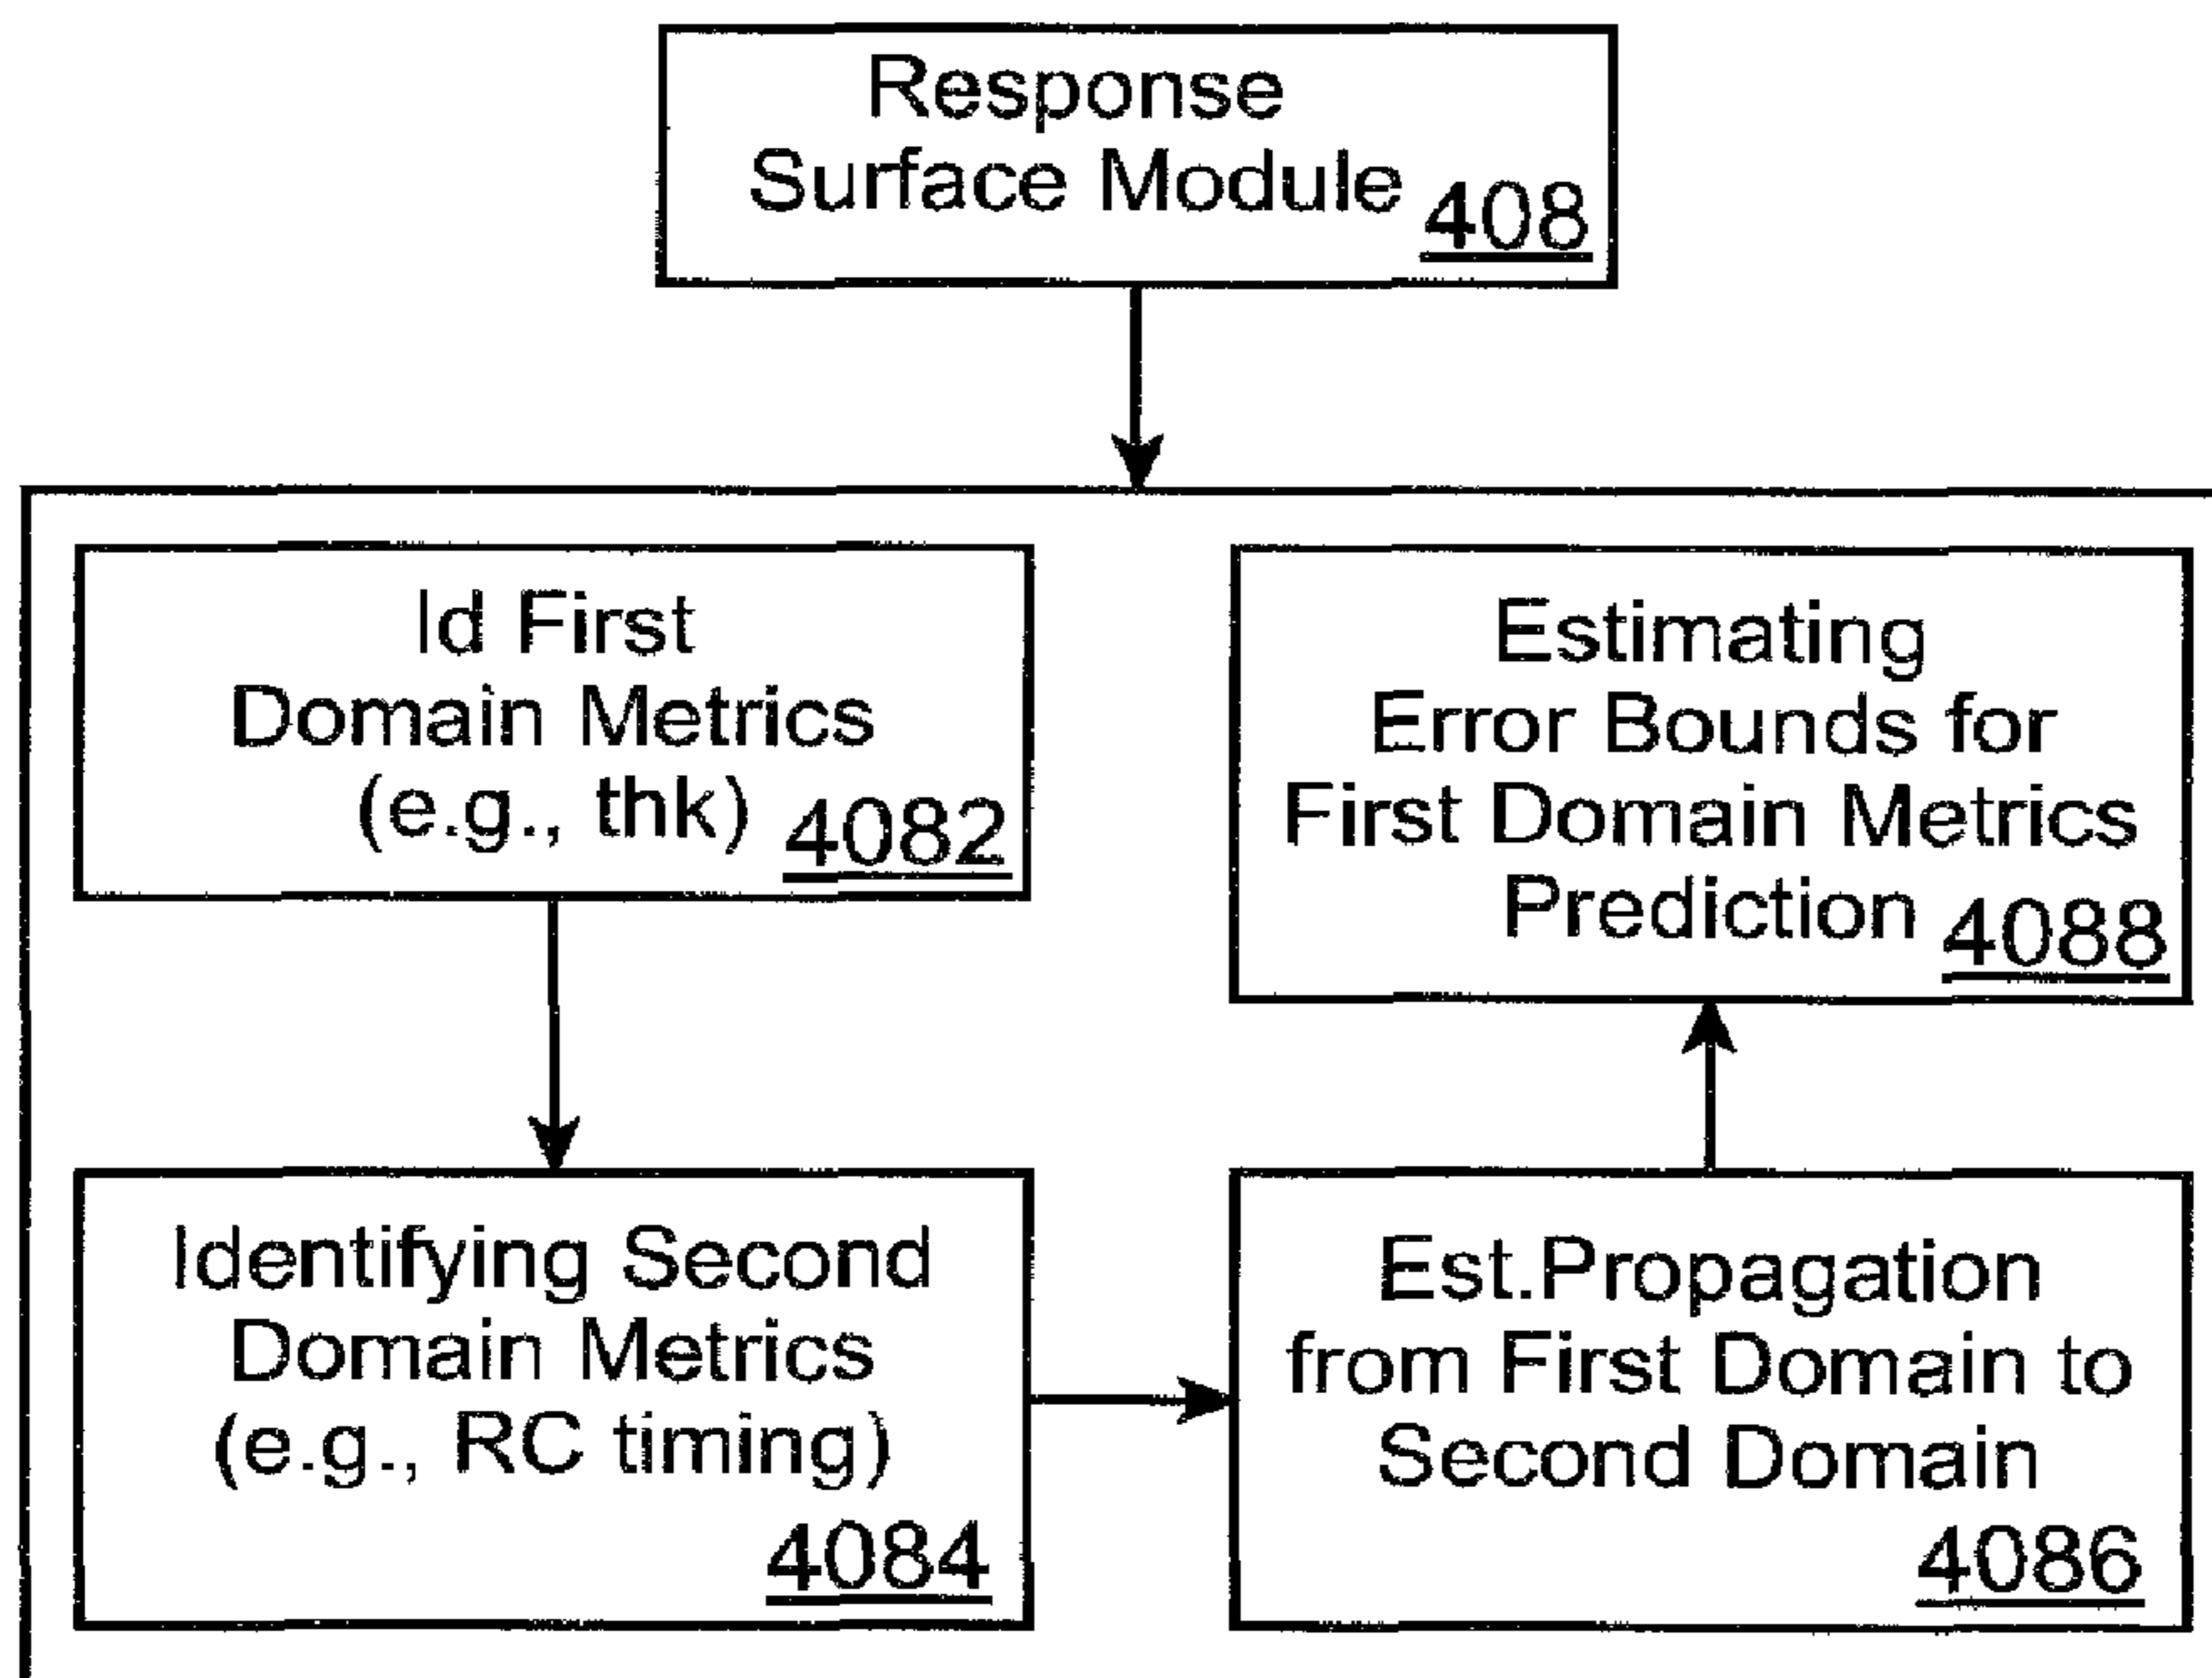 Response
Surface Module 408
Id First
Domain Metrics
(e.g., thk) 4082
Identifying Second
Domain Metrics
(e.g., RC timing)
4084
Est.Propagation
from First Domain to
Second Domain
4086
Estimating
Error Bounds for
First Domain Metrics
Prediction 4088